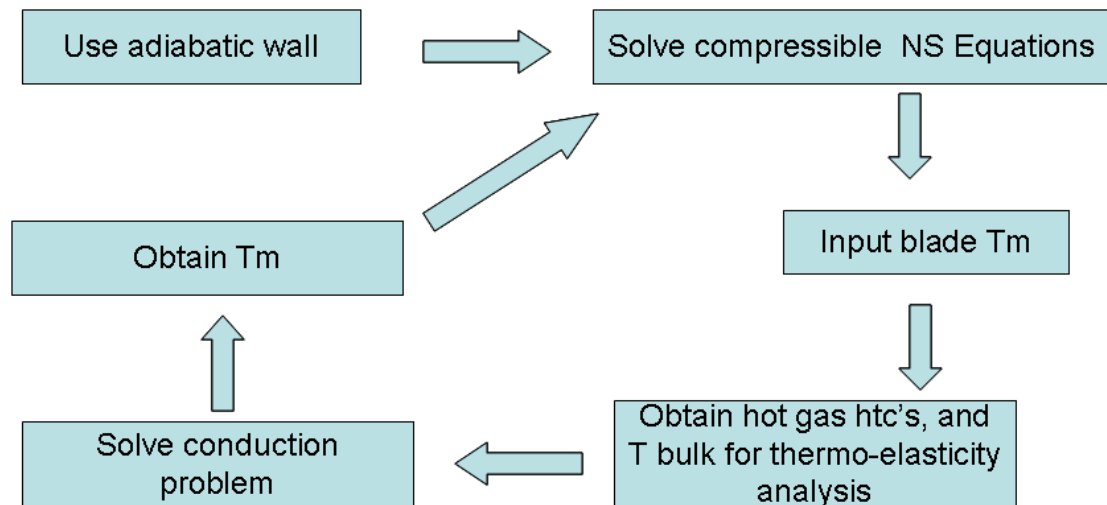 Use adiabatic wall
Solve compressible NS Equations
Obtain Tm
Input blade Tm
Solve conduction
problem
Obtain hot gas htc's, and
T bulk for thermo-elasticity
analysis